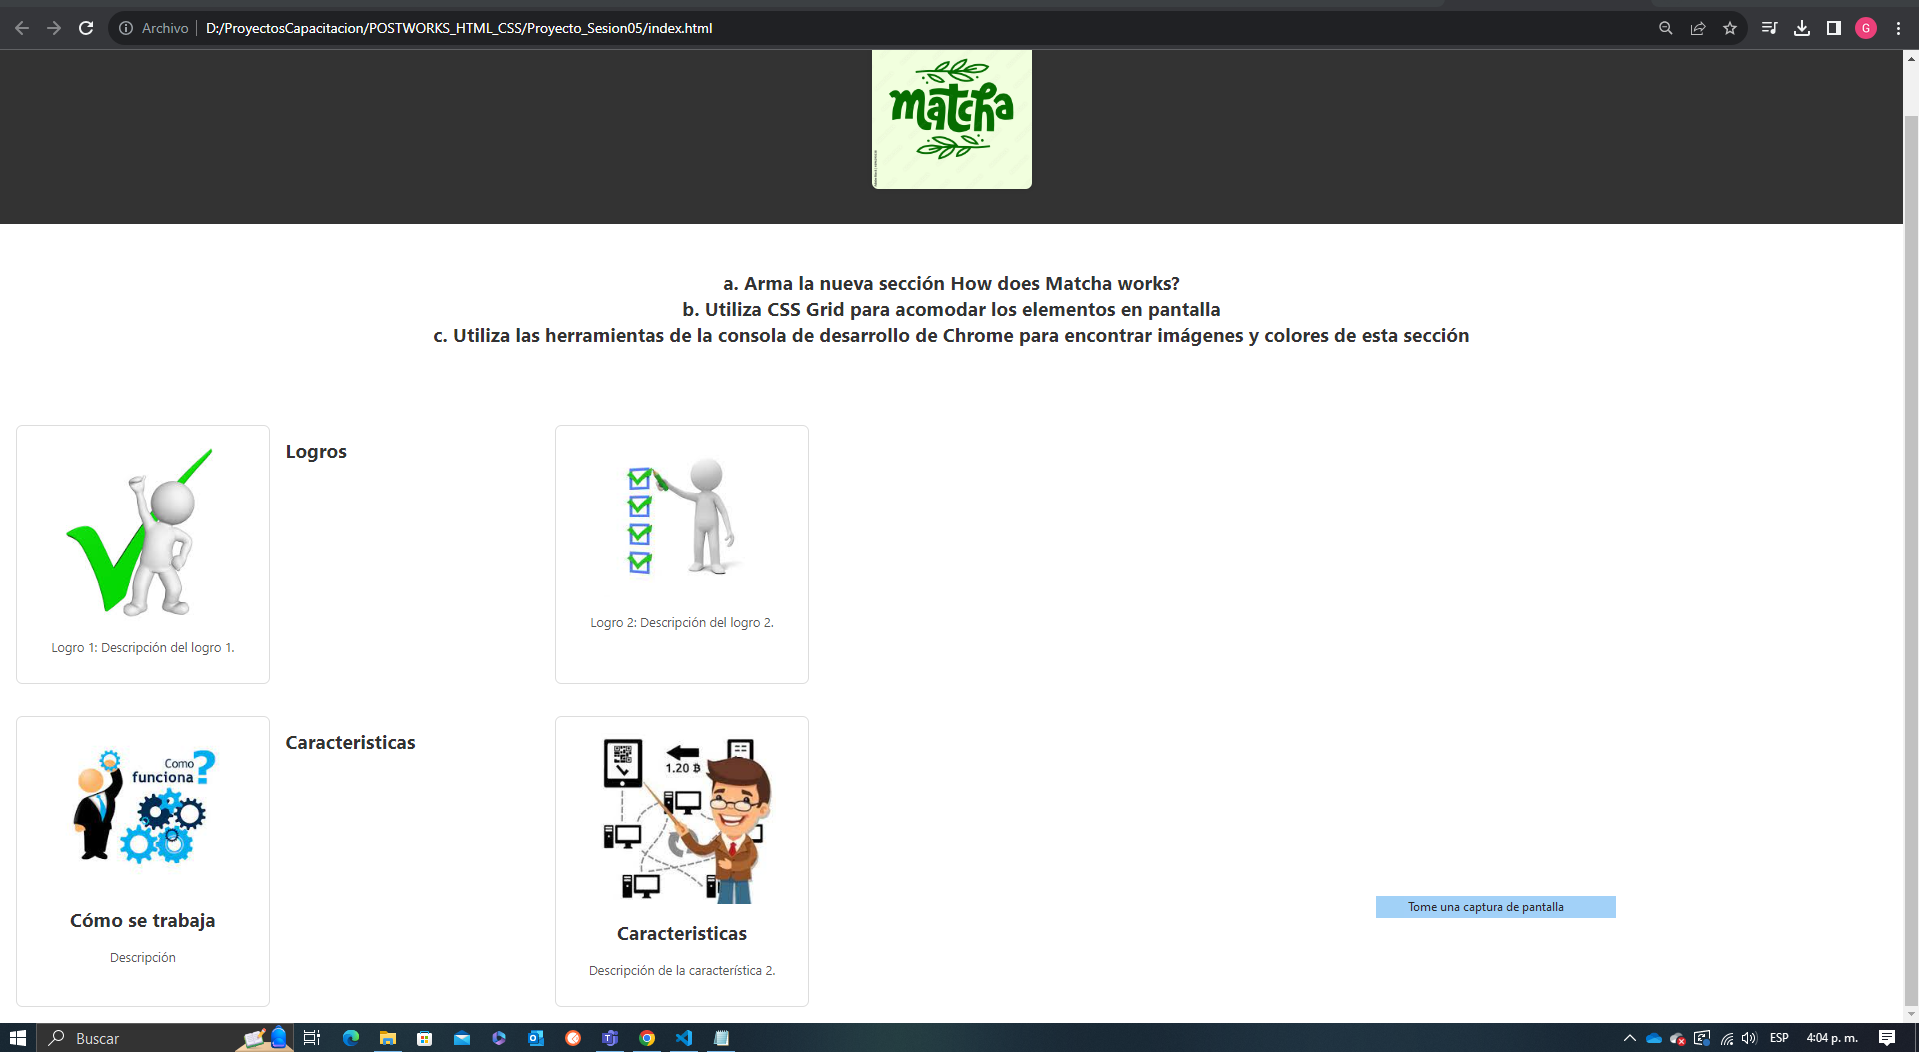 Archivo
D:/ProyectosCapacitacion/POSTWORKS_HTML_CSS/Proyecto_Sesion05/index.html
G
matcha
a. Arma la nueva sección How does Matcha works?
b. Utiliza CSS Grid para acomodar los elementos en pantalla
c. Utiliza las herramientas de la consola de desarrollo de Chrome para encontrar imágenes y colores de esta sección
Logros
Logro 1: Descripción del logro 1.
Logro 2: Descripción del logro 2.
Como
funciona?
Caracteristicas
1.20 ₿
Cómo se trabaja
Descripción
Caracteristicas
Descripción de la característica 2.
Tome una captura de pantalla
Buscar
ESP
4:04 p. m.